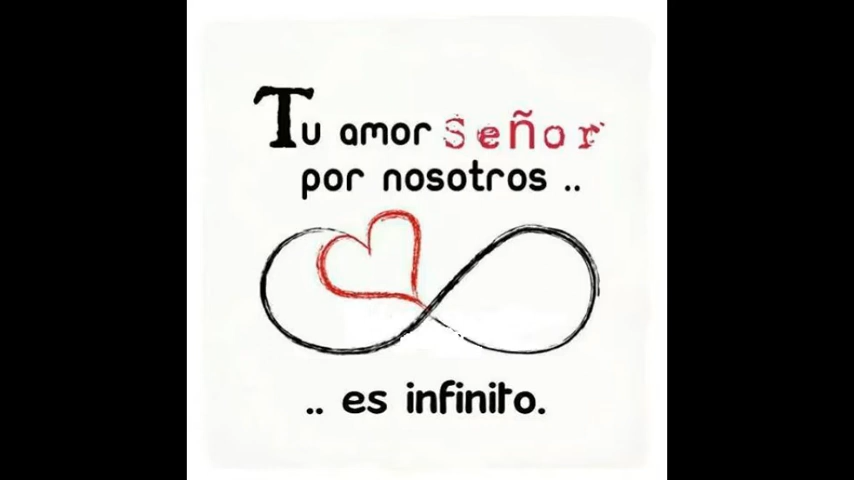 Tu amor Señor
por nosotros ..
.. es infinito.